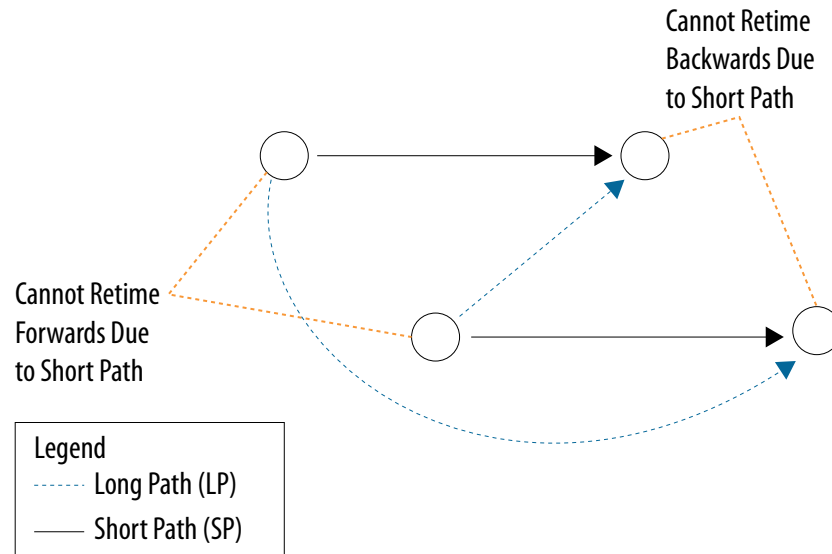 Cannot Retime
Backwards Due
to Short Path
Cannot Retime
Forwards Due
to Short Path
Legend
Long Path (LP)
Short Path (SP)